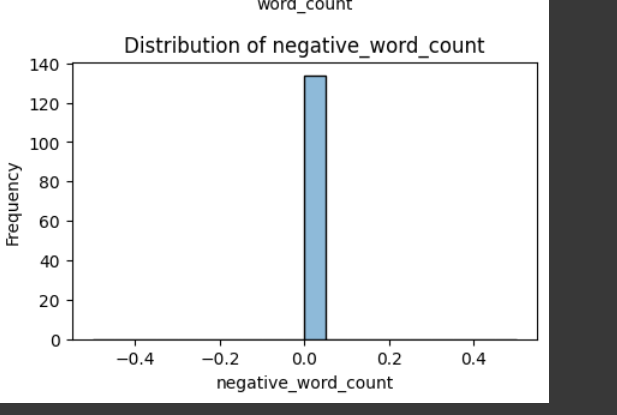 word_count
Distribution of negative_word_count
140
120
100
80
60
40
20
0
Frequency
−0.4 −0.2 0.0 0.2 0.4
negative_word_count